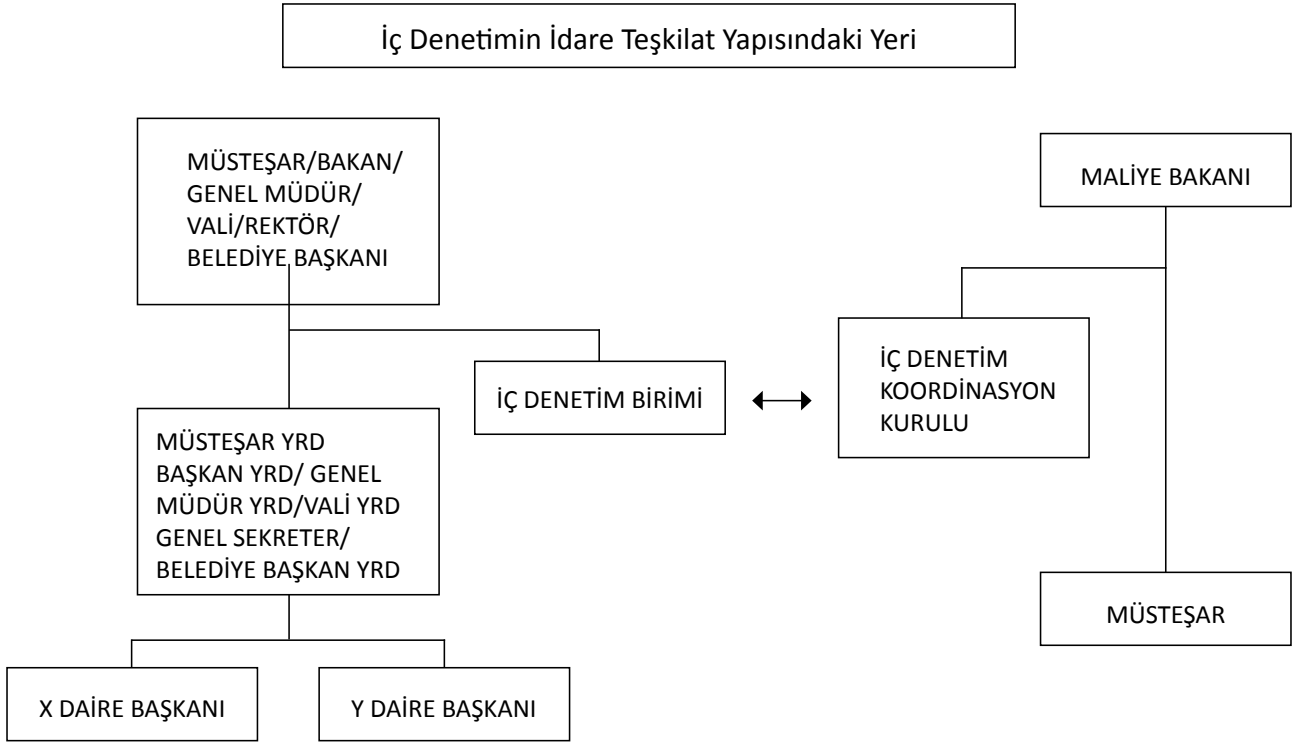 İç Denetimin İdare Teşkilat Yapısındaki Yeri
MÜSTEŞAR/BAKAN/
GENEL MÜDÜR/
VALİ/REKTÖR/
BELEDİYE BAŞKANI
MALİYE BAKANI
İÇ DENETİM BİRİMİ
İÇ DENETİM
KOORDİNASYON
KURULU
MÜSTEŞAR YRD
BAŞKAN YRD/ GENEL
MÜDÜR YRD/VALİ YRD
GENEL SEKRETER/
BELEDİYE BAŞKAN YRD
MÜSTEŞAR
X DAİRE BAŞKANI
Y DAİRE BAŞKANI